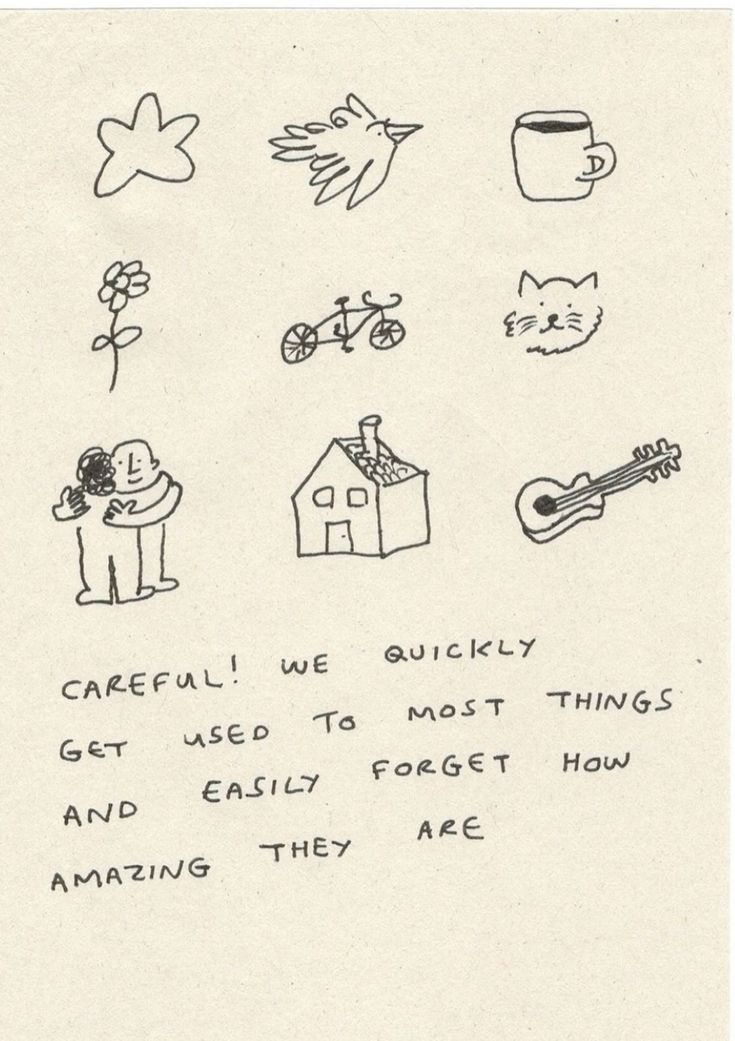 CAREFUL! WE QUICKLY
GET USED TO MOST THINGS
AND EASILY FORGET HOW
AMAZING THEY ARE